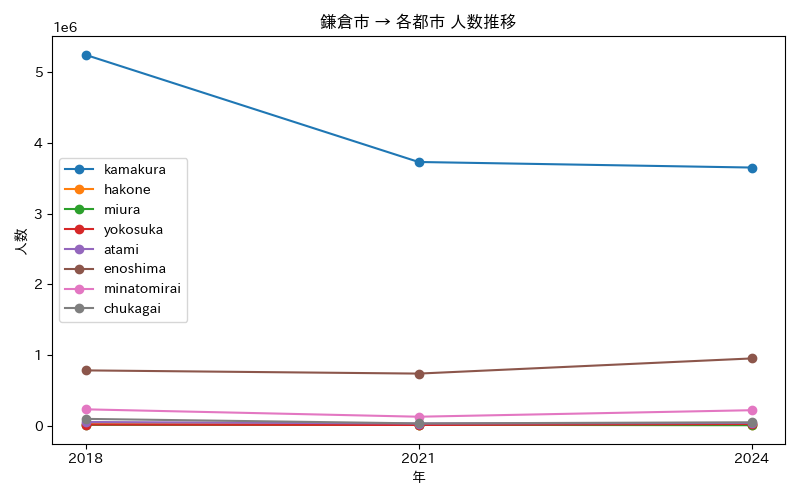 鎌倉市 → 各都市 人数推移
1e6
5
4
3
2
1
0
人数
kamakura
hakone
miura
yokosuka
atami
enoshima
minatomirai
chukagai
2018
2021
2024
年